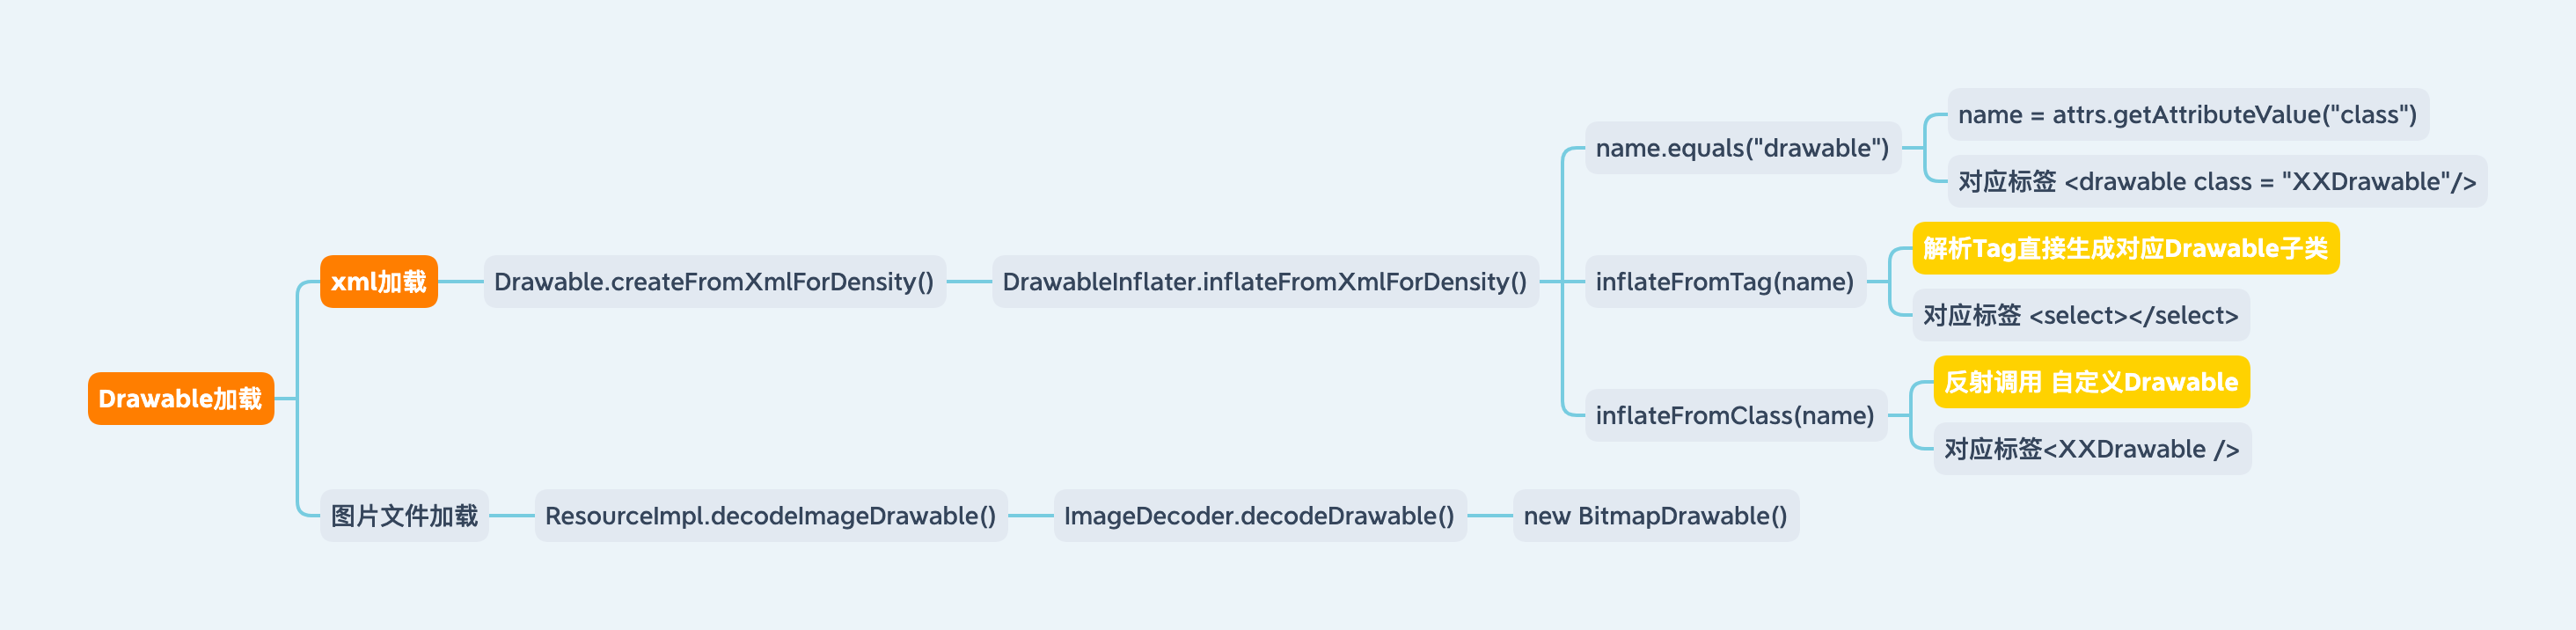 Drawable加载
xml加载
Drawable.createFromXmlForDensity()
DrawableInflater.inflateFromXmlForDensity()
name.equals("drawable")
name = attrs.getAttributeValue("class")
对应标签 <drawable class = "XXDrawable"/>
inflateFromTag(name)
解析Tag直接生成对应Drawable子类
对应标签 <select></select>
inflateFromClass(name)
反射调用 自定义Drawable
对应标签<XXDrawable />
图片文件加载
ResourceImpl.decodeImageDrawable()
ImageDecoder.decodeDrawable()
new BitmapDrawable()